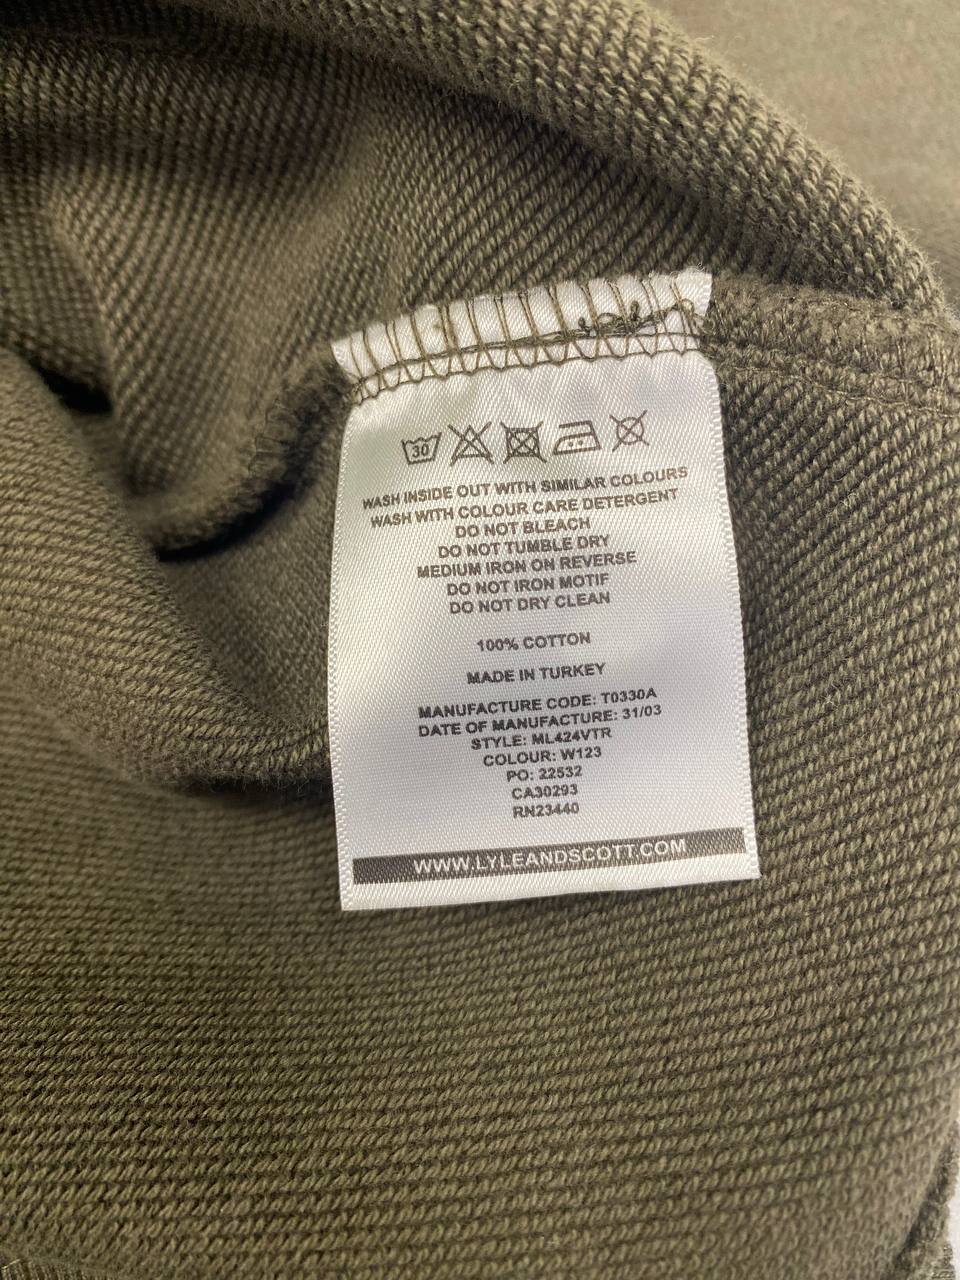 30
WASH INSIDE OUT WITH SIMILAR COLOURS
WASH WITH COLOUR CARE DETERGENT
DO NOT BLEACH
DO NOT TUMBLE DRY
MEDIUM IRON ON REVERSE
DO NOT IRON MOTIF
DO NOT DRY CLEAN
100% COTTON
MADE IN TURKEY
MANUFACTURE CODE: T0330A
DATE OF MANUFACTURE: 31/03
STYLE: ML424VTR
COLOUR: W123
PO: 22532
CA30293
RN23440
WWW.LYLEANDSCOTT.COM